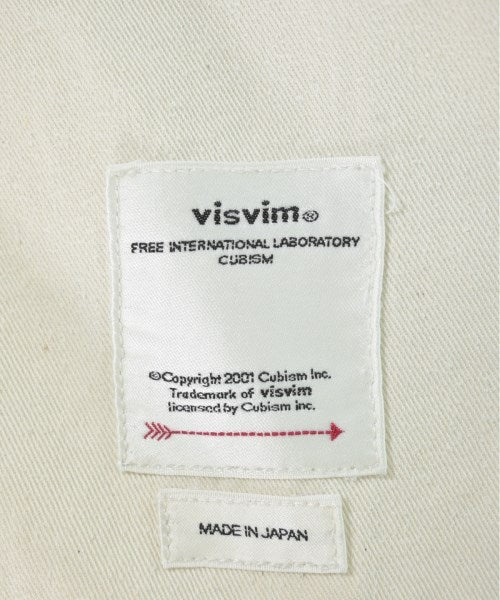 visvim®
FREE INTERNATIONAL LABORATORY
CUBISM
©Copyright 2001 Cubism Inc.
Trademark of visvim
licensed by Cubism inc.
MADE IN JAPAN